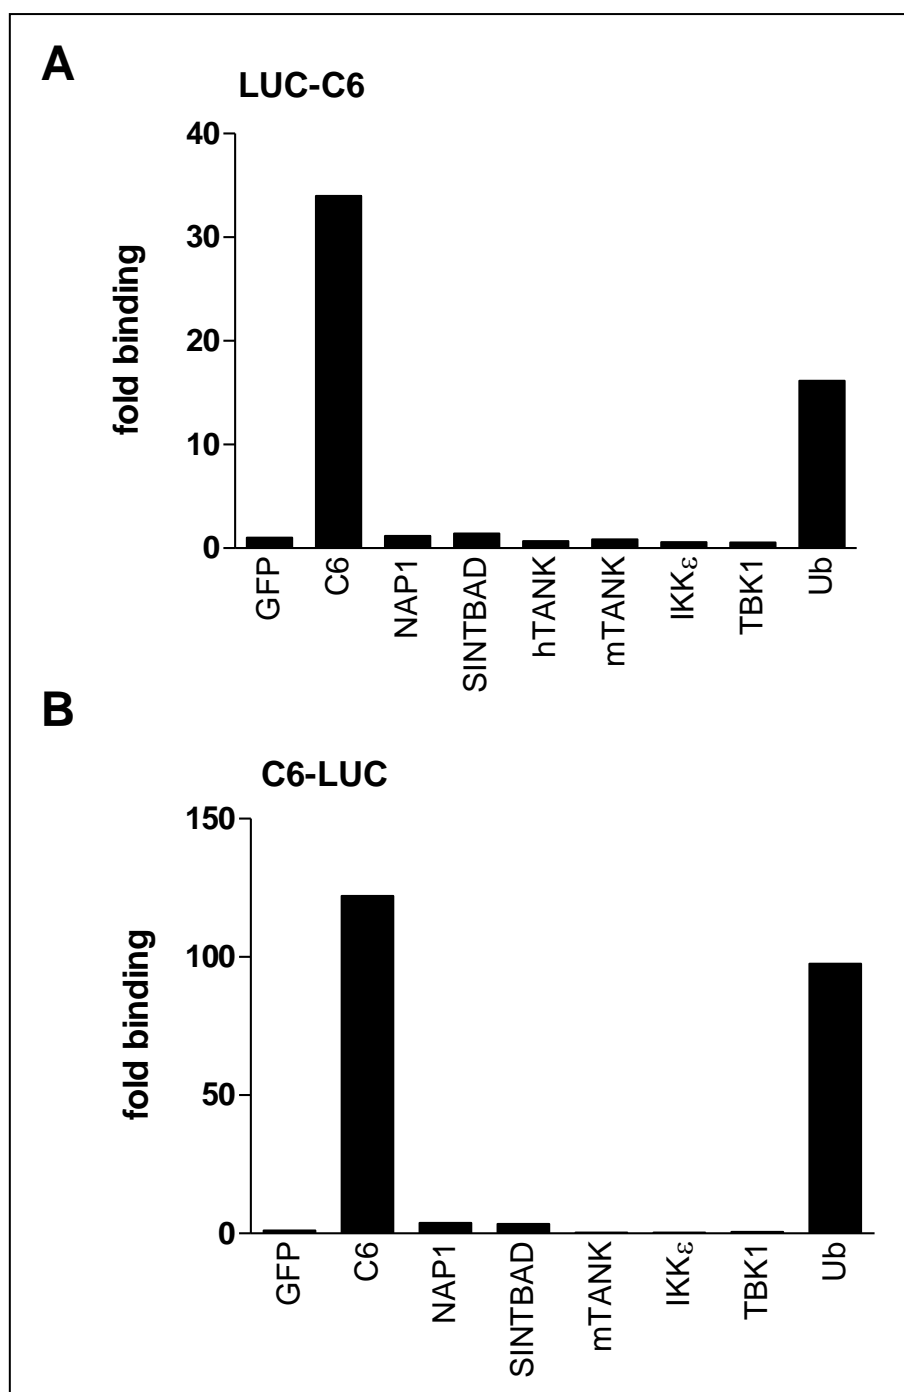 A
LUC-C6
40
30
20
10
0
fold binding
GFP
C6
NAP1
SINTBAD
hTANK
mTANK
IKKε
TBK1
Ub
B
C6-LUC
150
100
50
0
fold binding
GFP
C6
NAP1
SINTBAD
mTANK
IKKε
TBK1
Ub